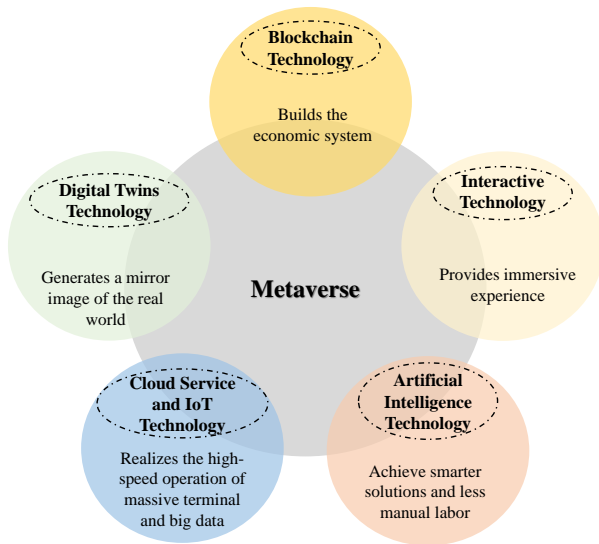 Blockchain
Technology
Builds the
economic system
Digital Twins
Technology
Generates a mirror
image of the real
world
Interactive
Technology
Provides immersive
experience
Metaverse
Cloud Service
and IoT
Technology
Realizes the high-
speed operation of
massive terminal
and big data
Artificial
Intelligence
Technology
Achieve smarter
solutions and less
manual labor